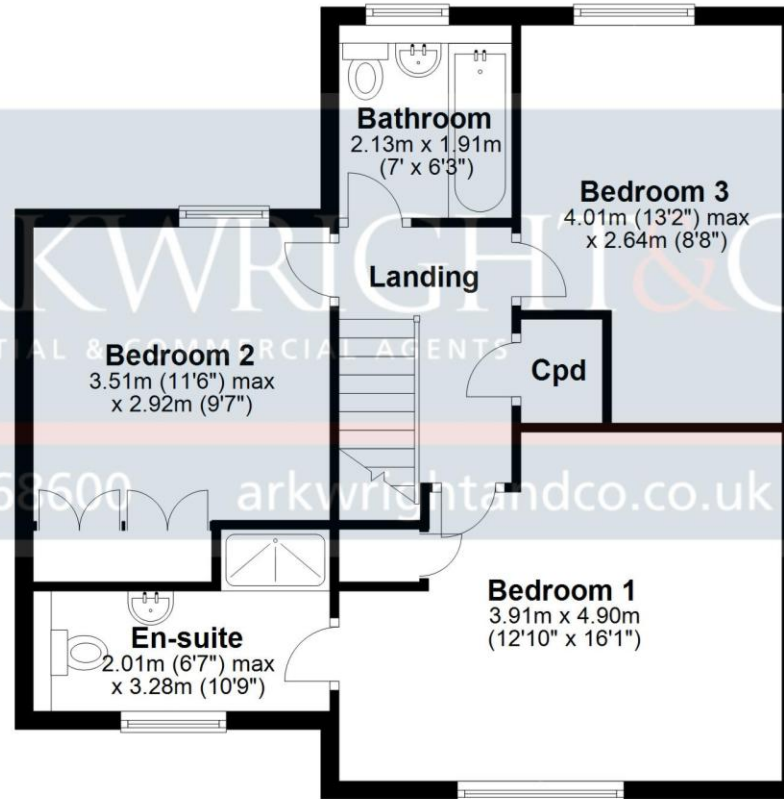 Bathroom
2.13m x 1.91m
(7' x 6'3")
Bedroom 3
4.01m (13'2") max
x 2.64m (8'8")
Landing
ARKWRIGHT&CO
Bedroom 2
3.51m (11'6") max
x 2.92m (9'7")
COMMERCIAL AGENTS
Cpd
68600 arkwrightandco.co.uk
Bedroom 1
3.91m x 4.90m
(12'10" x 16'1")
En-suite
2.01m (6'7") max
x 3.28m (10'9")